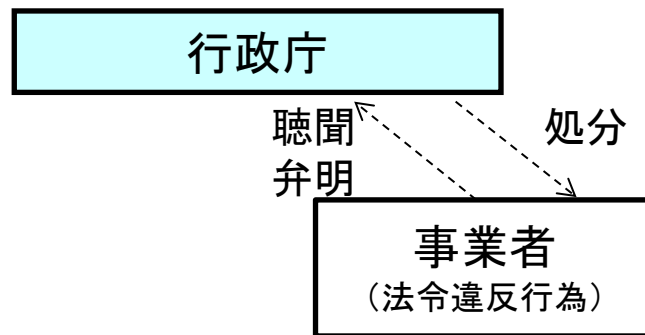 行政庁
聴聞
弁明
処分
事業者
（法令違反行為）